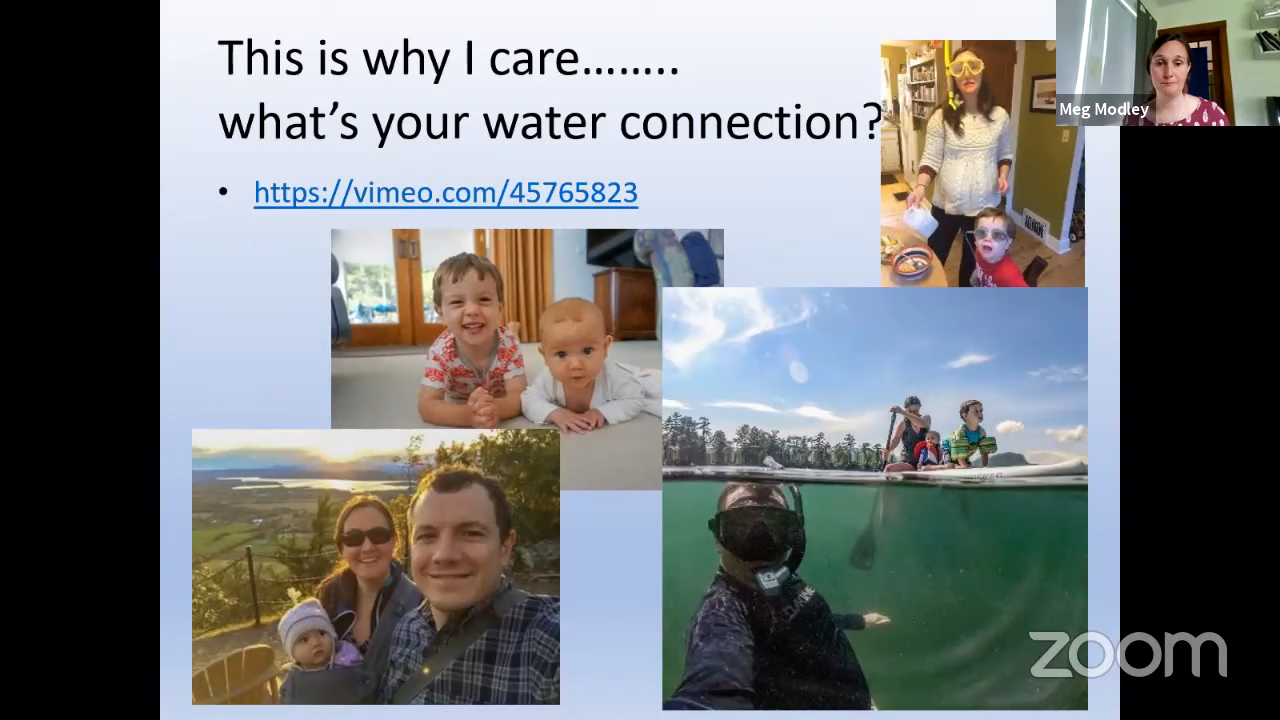 This is why I care……..
what's your water connection?
• https://vimeo.com/45765823
Meg Modley
zoom